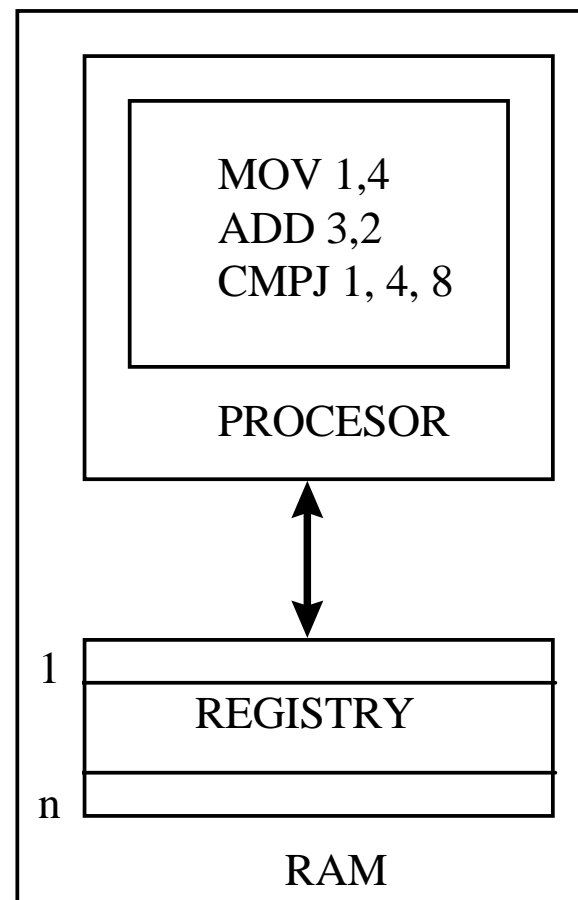 MOV 1,4
ADD 3,2
CMPJ 1, 4, 8
PROCESOR
1
REGISTRY
n
RAM